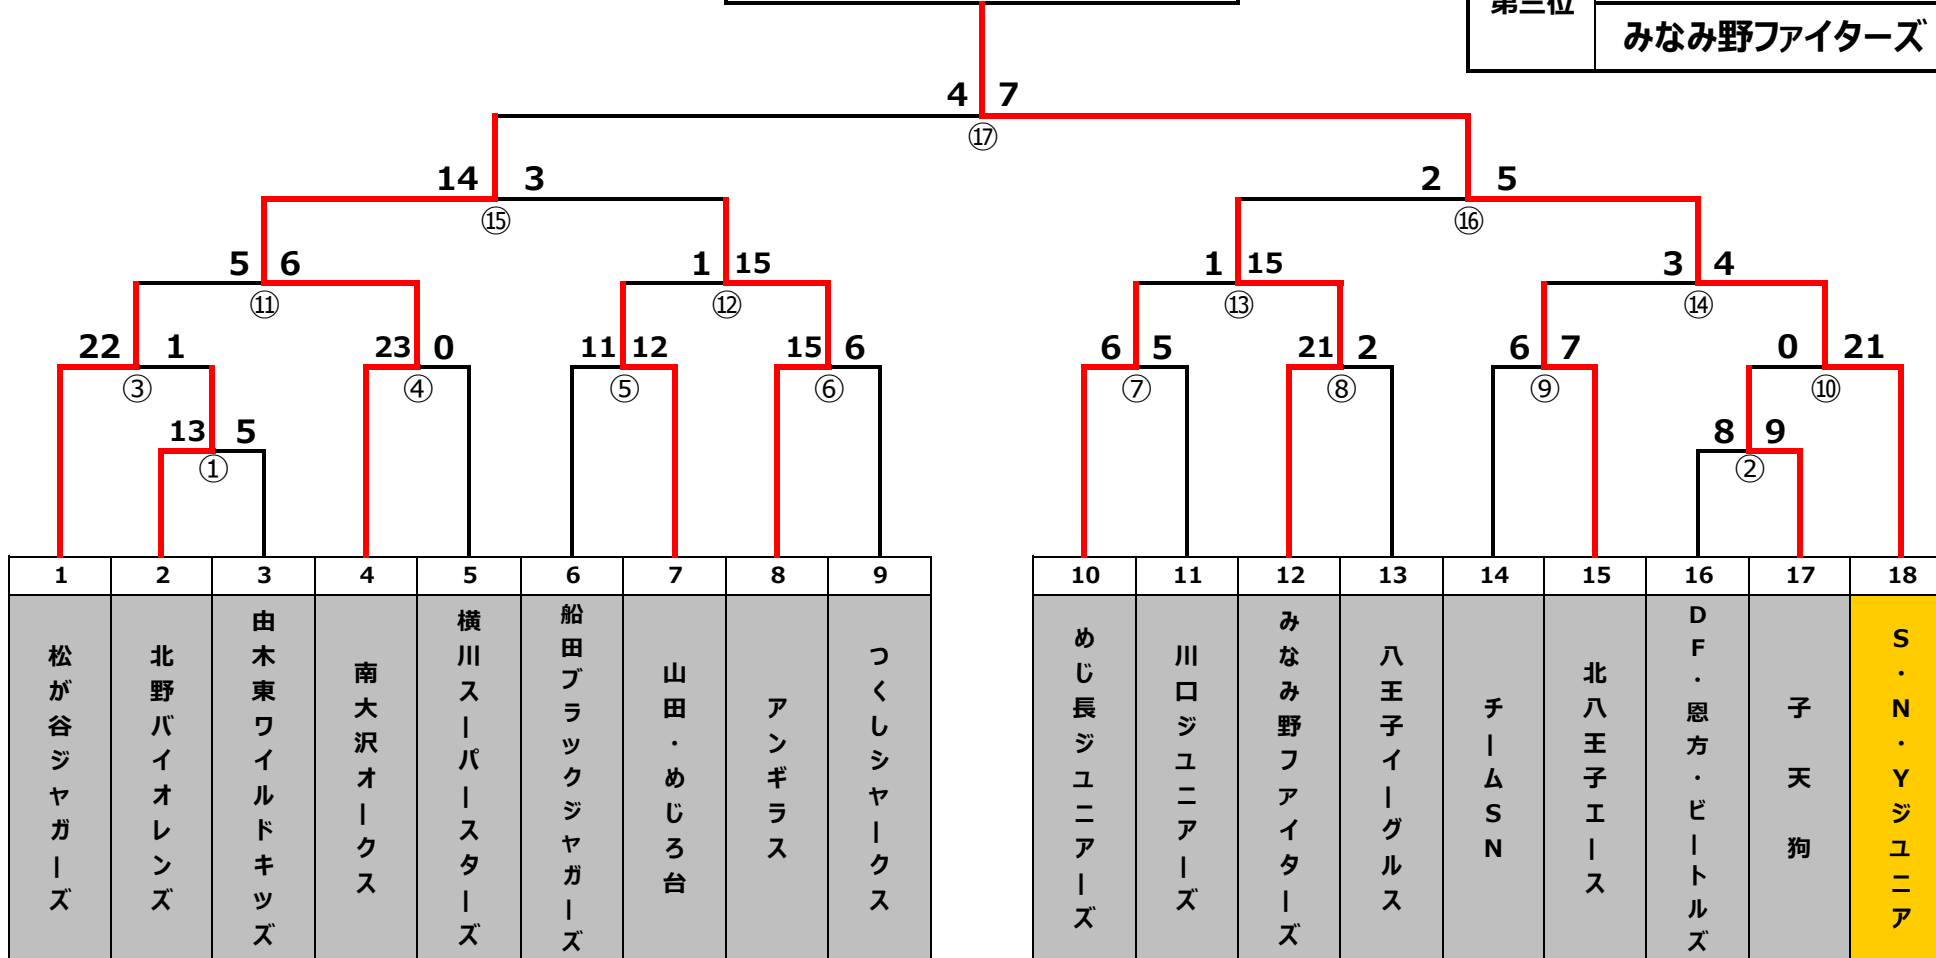 第三位
みなみ野ファイターズ
4 7
⑰
14 3
2 5
⑮
⑯
5 6
1 15
1 15
3 4
⑪
⑫
⑬
⑭
22 1
23 0
11 12
15 6
6 5
21 2
6 7
0 21
③
④
⑤
⑥
⑦
⑧
⑨
⑩
13 5
8 9
①
②
1 2 3 4 5 6 7 8 9 10 11 12 13 14 15 16 17 18
松が谷ジャガーズ
北野バイオレンズ
由木東ワイルドキッズ
南大沢オークス
横川スーパースターズ
船田ブラックジャガーズ
山田・めじろ台
アンギラス
つくしシャークス
めじ長ジュニアーズ
川口ジュニアーズ
みなみ野ファイターズ
八王子イーグルス
チームSN
北八王子エース
DF・恩方・ビートルズ
子天狗
S・N・Yジュニア